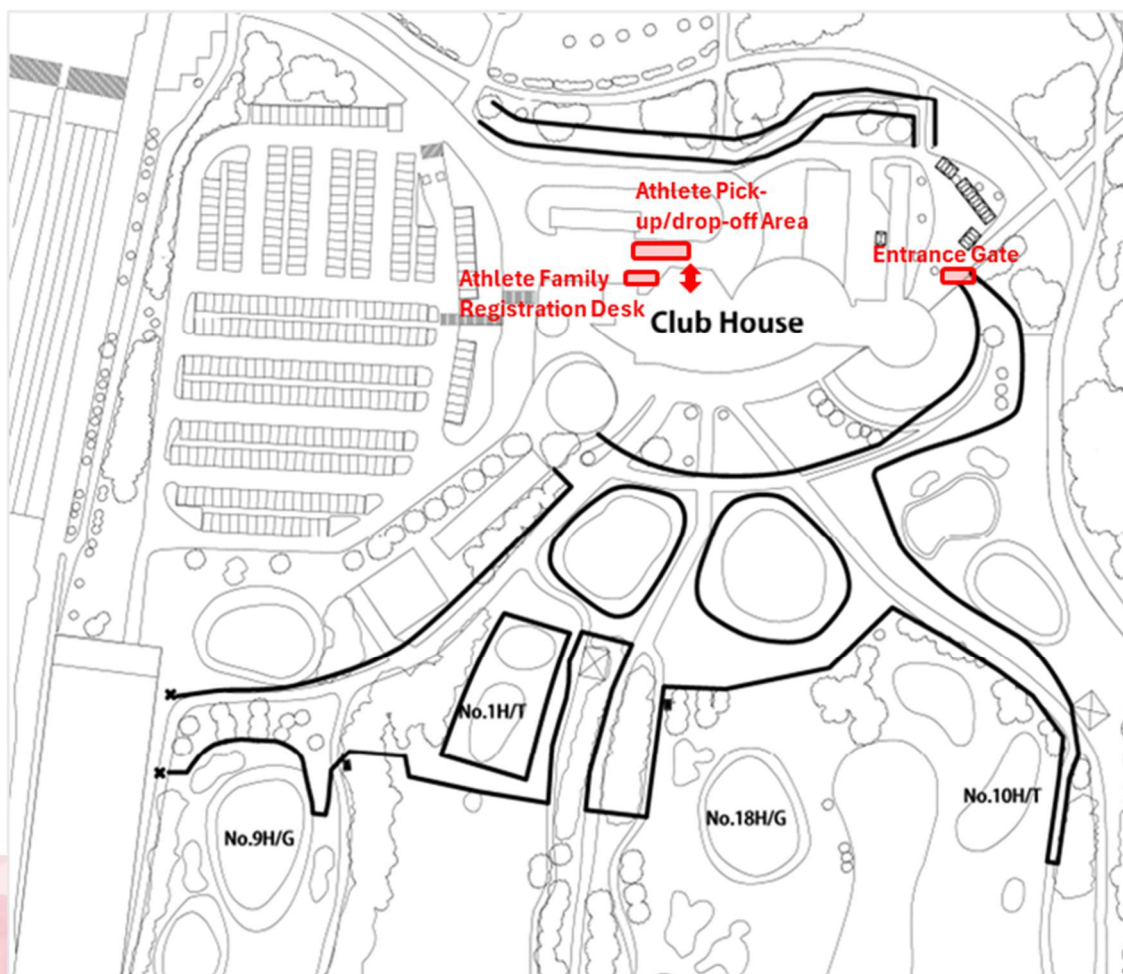 Athlete Pick-
up/drop-off Area
Entrance Gate
Athlete Family
Registration Desk
Club House
No.1H/T
No.10H/T
No.18H/G
No.9H/G